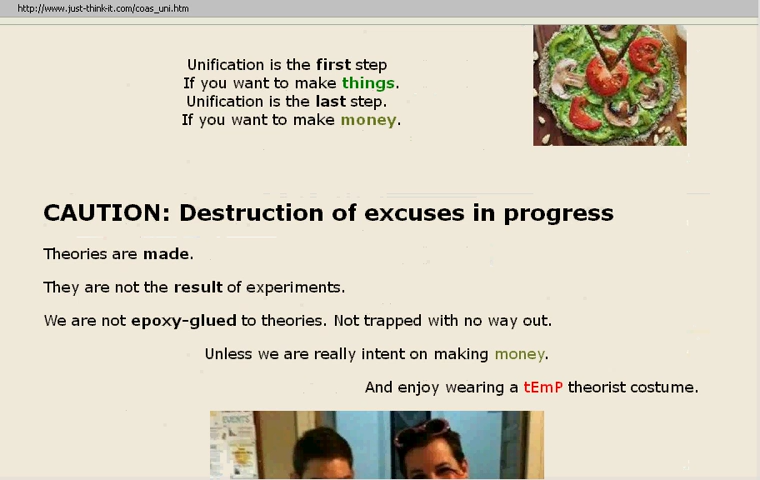 http://www.just-think-it.com/coas_uni.htm
Unification is the first step
If you want to make things.
Unification is the last step.
If you want to make money.
CAUTION: Destruction of excuses in progress
Theories are made.
They are not the result of experiments.
We are not epoxy-glued to theories. Not trapped with no way out.
Unless we are really intent on making money.
And enjoy wearing a tEmP theorist costume.
EVENTS